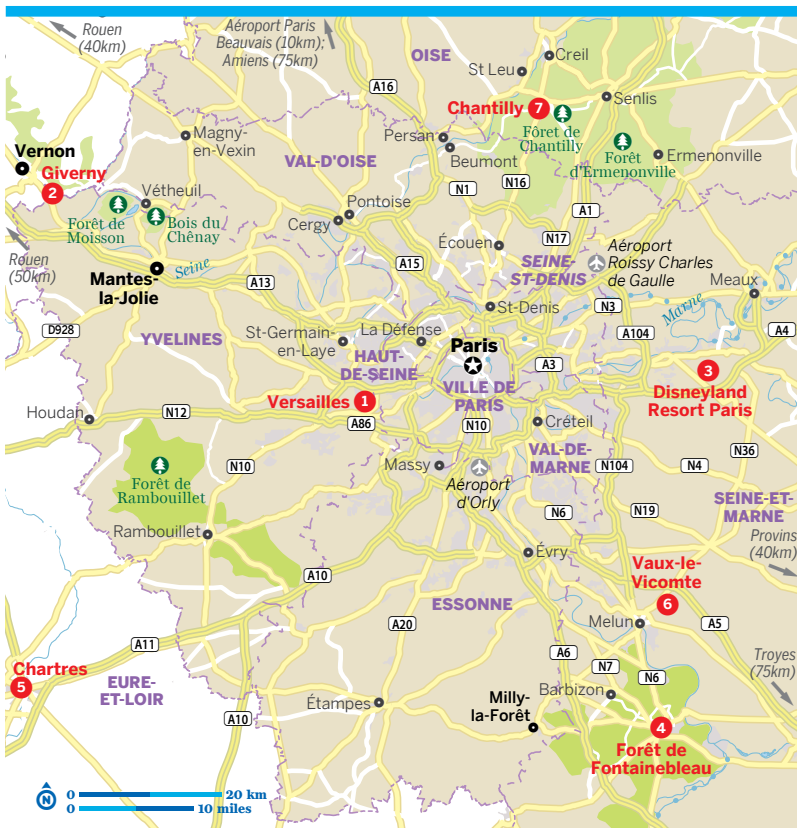 Rouen
(40km)
Aéroport Paris
Beauvais (10km);
Amiens (75km)
OISE
Creil
St Leu
A16
Chantilly 7
Senlis
Forêt de
Chantilly
Forêt
d'Ermenonville
Ermenonville
Magny-
en-Vexin
Persan
Beumont
VAL-D'OISE
Vernon
Giverny
2
Vétheuil
Forêt de
Moisson
Bois du
Chênay
Pontoise
Cergy
N1
N16
A1
N17
Écouen
Rouen
(50km)
Mantes-
la-Jolie
Seine
A13
A15
SEINE-
ST-DENIS
Aéroport
Roissy Charles
de Gaulle
Meaux
Marne
St-Denis
N3
A104
A4
D928
YVELINES
St-Germain-
en-Laye
La Défense
HAUT-
DE-SEINE
Paris
A3
VILLE DE
PARIS
3
Disneyland
Resort Paris
Versailles 1
Houdan
N12
A86
N10
Créteil
N36
VAL-DE-
MARNE
N104
N4
Massy
Aéroport
d'Orly
Forêt de
Rambouillet
N10
N6
N19
SEINE-ET-
MARNE
Provins
(40km)
Rambouillet
Évry
Vaux-le-
Vicomte
6
A10
ESSONNE
A20
Melun
A5
A11
A6
N7
N6
Troyes
(75km)
Chartres
5
EURE-
ET-LOIR
A10
Étampes
Milly-
la-Forêt
Barbizon
4
Forêt de
Fontainebleau
N
0 20 km
0 10 miles